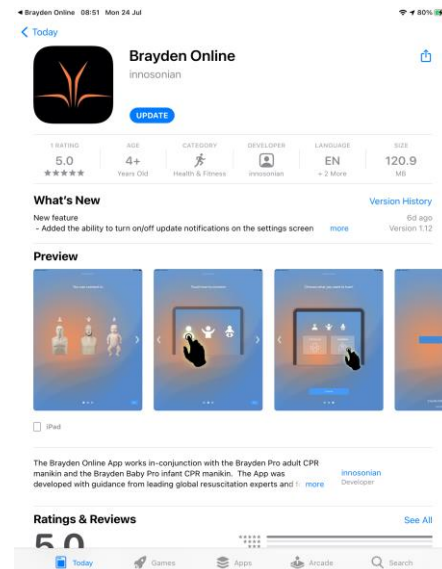 Brayden Online 08:51 Mon 24 Jul 80%
Today
Brayden Online
innosonian
UPDATE
1 RATING AGE CATEGORY DEVELOPER LANGUAGE SIZE
5.0 4+ EN 120.9
Years Old Health & Fitness innosonian + 2 More MB
What's New Version History
New feature 6d ago
- Added the ability to turn on/off update notifications on the settings screen more Version 1.12
Preview
iPad
The Brayden Online App works in-conjunction with the Brayden Pro adult CPR
manikin and the Brayden Baby Pro infant CPR manikin. The App was innosonian
developed with guidance from leading global resuscitation experts and more Developer
Ratings & Reviews See All
5.0
Today Games Apps Arcade Search